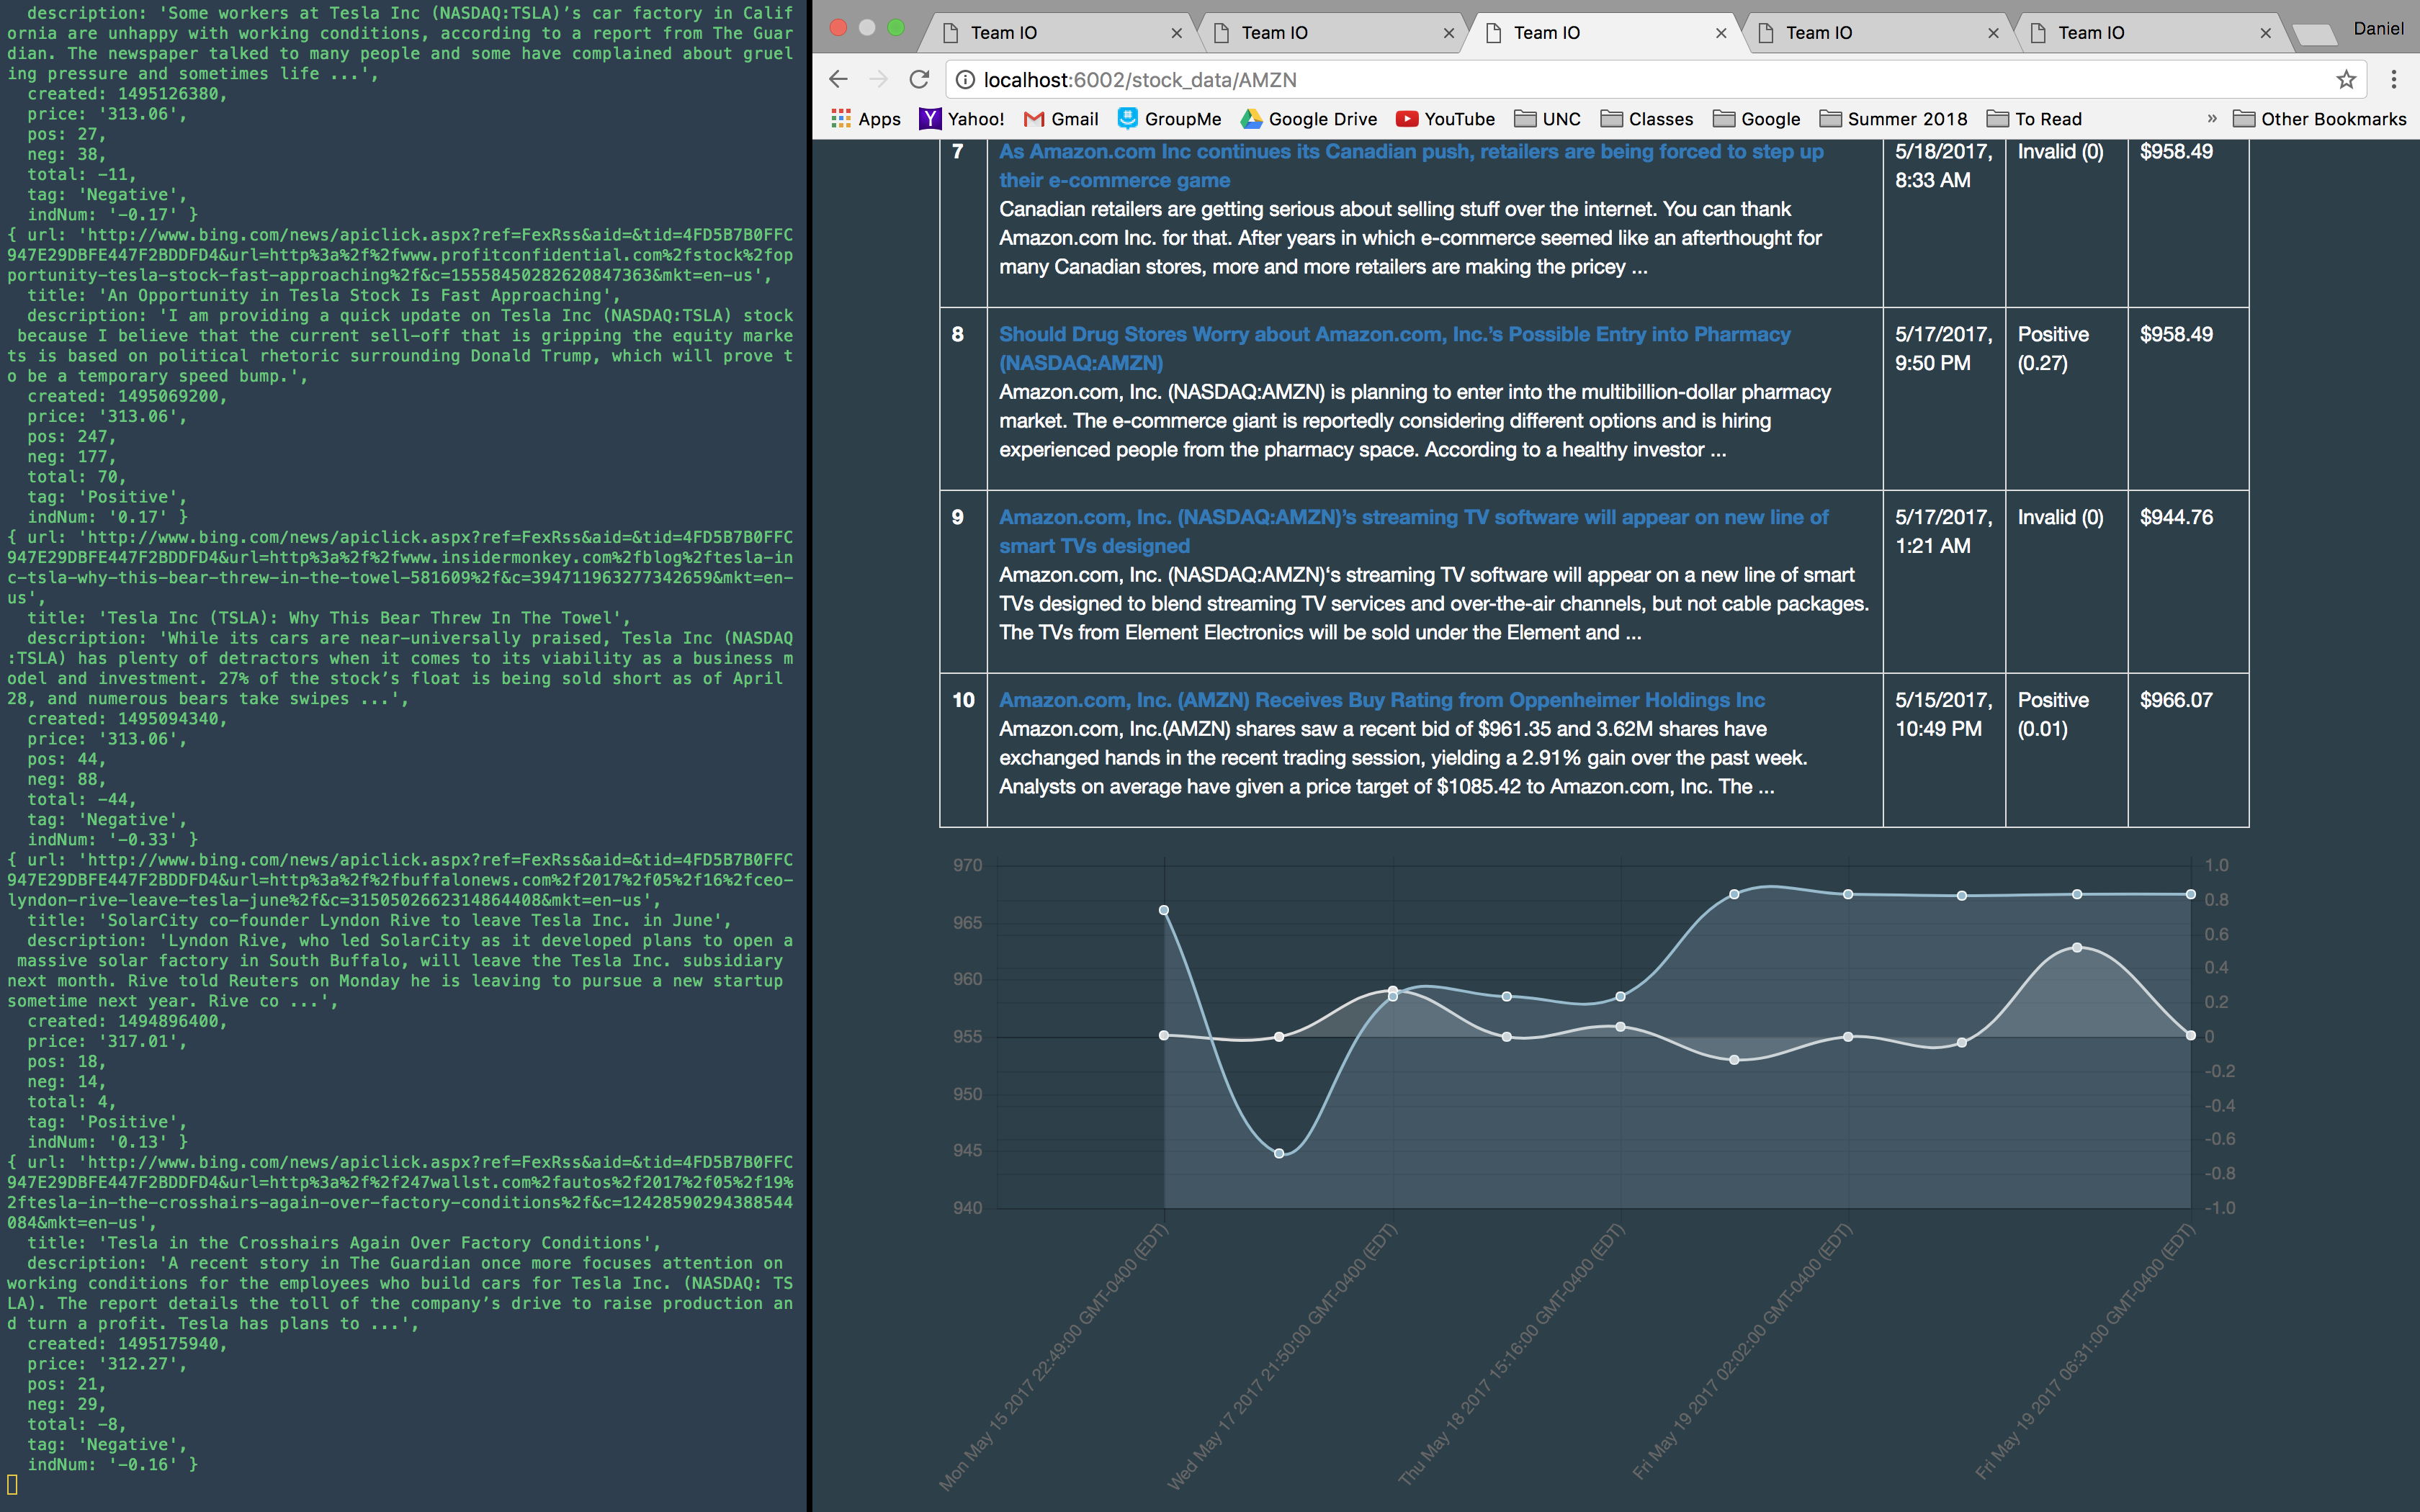 description: 'Some workers at Tesla Inc (NASDAQ:TSLA)’s car factory in Calif
ornia are unhappy with working conditions, according to a report from The Guar
dian. The newspaper talked to many people and some have complained about gruel
ing pressure and sometimes life ...',
created: 1495126380,
price: '313.06',
pos: 27,
neg: 38,
total: -11,
tag: 'Negative',
indNum: '-0.17' }
{ url: 'http://www.bing.com/news/apiclick.aspx?ref=FexRss&aid=&tid=4FD5B7B0FFC
947E29DBFE447F2BDDFD4&url=http%3a%2f%2fwww.profitconfidential.com%2fstock%2fop
portunity-tesla-stock-fast-approaching%2f&c=15558450282620847363&mkt=en-us',
title: 'An Opportunity in Tesla Stock Is Fast Approaching',
description: 'I am providing a quick update on Tesla Inc (NASDAQ:TSLA) stock
because I believe that the current sell-off that is gripping the equity marke
ts is based on political rhetoric surrounding Donald Trump, which will prove t
o be a temporary speed bump.',
created: 1495069200,
price: '313.06',
pos: 247,
neg: 177,
total: 70,
tag: 'Positive',
indNum: '0.17' }
{ url: 'http://www.bing.com/news/apiclick.aspx?ref=FexRss&aid=&tid=4FD5B7B0FFC
947E29DBFE447F2BDDFD4&url=http%3a%2f%2fwww.insidermonkey.com%2fblog%2ftesla-in
c-tsla-why-this-bear-threw-in-the-towel-581609%2f&c=394711963277342659&mkt=en-
us',
title: 'Tesla Inc (TSLA): Why This Bear Threw In The Towel',
description: 'While its cars are near-universally praised, Tesla Inc (NASDAQ
:TSLA) has plenty of detractors when it comes to its viability as a business m
odel and investment. 27% of the stock’s float is being sold short as of April
28, and numerous bears take swipes ...',
created: 1495094340,
price: '313.06',
pos: 44,
neg: 88,
total: -44,
tag: 'Negative',
indNum: '-0.33' }
{ url: 'http://www.bing.com/news/apiclick.aspx?ref=FexRss&aid=&tid=4FD5B7B0FFC
947E29DBFE447F2BDDFD4&url=http%3a%2f%2fbuffalonews.com%2f2017%2f05%2f16%2fceo-
lyndon-rive-leave-tesla-june%2f&c=3150502662314864408&mkt=en-us',
title: 'SolarCity co-founder Lyndon Rive to leave Tesla Inc. in June',
description: 'Lyndon Rive, who led SolarCity as it developed plans to open a
massive solar factory in South Buffalo, will leave the Tesla Inc. subsidiary
next month. Rive told Reuters on Monday he is leaving to pursue a new startup
sometime next year. Rive co ...',
created: 1494896400,
price: '317.01',
pos: 18,
neg: 14,
total: 4,
tag: 'Positive',
indNum: '0.13' }
{ url: 'http://www.bing.com/news/apiclick.aspx?ref=FexRss&aid=&tid=4FD5B7B0FFC
947E29DBFE447F2BDDFD4&url=http%3a%2f%2f247wallst.com%2fautos%2f2017%2f05%2f19%
2ftesla-in-the-crosshairs-again-over-factory-conditions%2f&c=12428590294388544
084&mkt=en-us',
title: 'Tesla in the Crosshairs Again Over Factory Conditions',
description: 'A recent story in The Guardian once more focuses attention on
working conditions for the employees who build cars for Tesla Inc. (NASDAQ: TS
LA). The report details the toll of the company’s drive to raise production an
d turn a profit. Tesla has plans to ...',
created: 1495175940,
price: '312.27',
pos: 21,
neg: 29,
total: -8,
tag: 'Negative',
indNum: '-0.16' }
Team IO
Team IO
Team IO
Team IO
Team IO
Daniel
localhost:6002/stock_data/AMZN
Apps Yahoo! Gmail GroupMe Google Drive YouTube UNC Classes Google Summer 2018 To Read » Other Bookmarks
7
As Amazon.com Inc continues its Canadian push, retailers are being forced to step up
their e-commerce game
Canadian retailers are getting serious about selling stuff over the internet. You can thank
Amazon.com Inc. for that. After years in which e-commerce seemed like an afterthought for
many Canadian stores, more and more retailers are making the pricey ...
5/18/2017,
8:33 AM
Invalid (0)
$958.49
8
Should Drug Stores Worry about Amazon.com, Inc.’s Possible Entry into Pharmacy
(NASDAQ:AMZN)
Amazon.com, Inc. (NASDAQ:AMZN) is planning to enter into the multibillion-dollar pharmacy
market. The e-commerce giant is reportedly considering different options and is hiring
experienced people from the pharmacy space. According to a healthy investor ...
5/17/2017,
9:50 PM
Positive
(0.27)
$958.49
9
Amazon.com, Inc. (NASDAQ:AMZN)’s streaming TV software will appear on new line of
smart TVs designed
Amazon.com, Inc. (NASDAQ:AMZN)‘s streaming TV software will appear on a new line of smart
TVs designed to blend streaming TV services and over-the-air channels, but not cable packages.
The TVs from Element Electronics will be sold under the Element and ...
5/17/2017,
1:21 AM
Invalid (0)
$944.76
10
Amazon.com, Inc. (AMZN) Receives Buy Rating from Oppenheimer Holdings Inc
Amazon.com, Inc.(AMZN) shares saw a recent bid of $961.35 and 3.62M shares have
exchanged hands in the recent trading session, yielding a 2.91% gain over the past week.
Analysts on average have given a price target of $1085.42 to Amazon.com, Inc. The ...
5/15/2017,
10:49 PM
Positive
(0.01)
$966.07
970
965
960
955
950
945
940
1.0
0.8
0.6
0.4
0.2
0
-0.2
-0.4
-0.6
-0.8
-1.0
Mon May 15 2017 22:49:00 GMT-0400 (EDT)
Wed May 17 2017 21:50:00 GMT-0400 (EDT)
Thu May 18 2017 15:16:00 GMT-0400 (EDT)
Fri May 19 2017 02:02:00 GMT-0400 (EDT)
Fri May 19 2017 06:31:00 GMT-0400 (EDT)